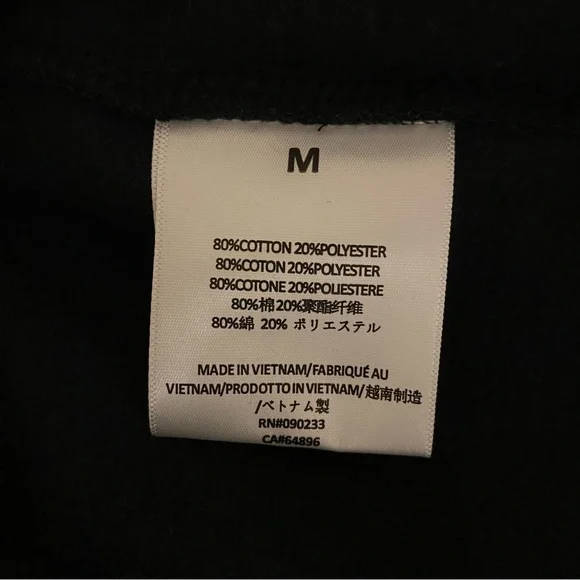 M
80%COTTON 20%POLYESTER
80%COTON 20%POLYESTER
80%COTONE 20%POLIESTERE
80%棉20%聚酯纤维
80%綿 20% ポリエステル
MADE IN VIETNAM/FABRIQUÉ AU
VIETNAM/PRODOTTO IN VIETNAM/越南制造
/ベトナム製
RN#090233
CA#64896